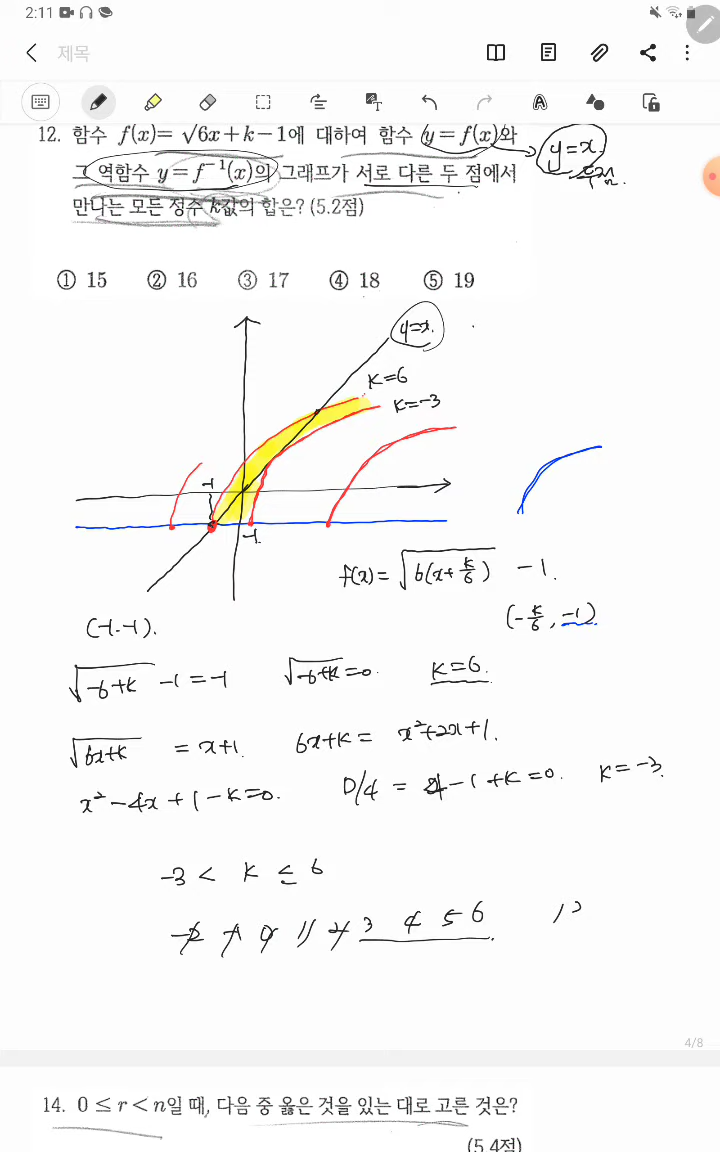 2:11
제목
12. 함수 f(x)=√6x+k-1에 대하여 함수 y=f(x)와
y=x.
그 역함수 y=f⁻¹(x)의 그래프가 서로 다른 두 점에서
만나는 모든 정수 k값의 합은? (5.2점)
① 15 ② 16 ③ 17 ④ 18 ⑤ 19
y=x.
k=6
k=-3
-1
-1
f(x)=√6(x+k/6) -1.
(-k/6, -1)
(-1.-1).
√-6+k -1=-1 √-6+k=0. k=6.
√6x+k = x+1. 6x+k= x²+2x+1.
x²-4x+1-k=0. D/4 = 4-1+k=0. k=-3.
-3< k ≤ 6
-2 -1 0 1 2 3 4 5 6
4/8
14. 0≤r<n일 때, 다음 중 옳은 것을 있는 대로 고른 것은?
(5.4점)